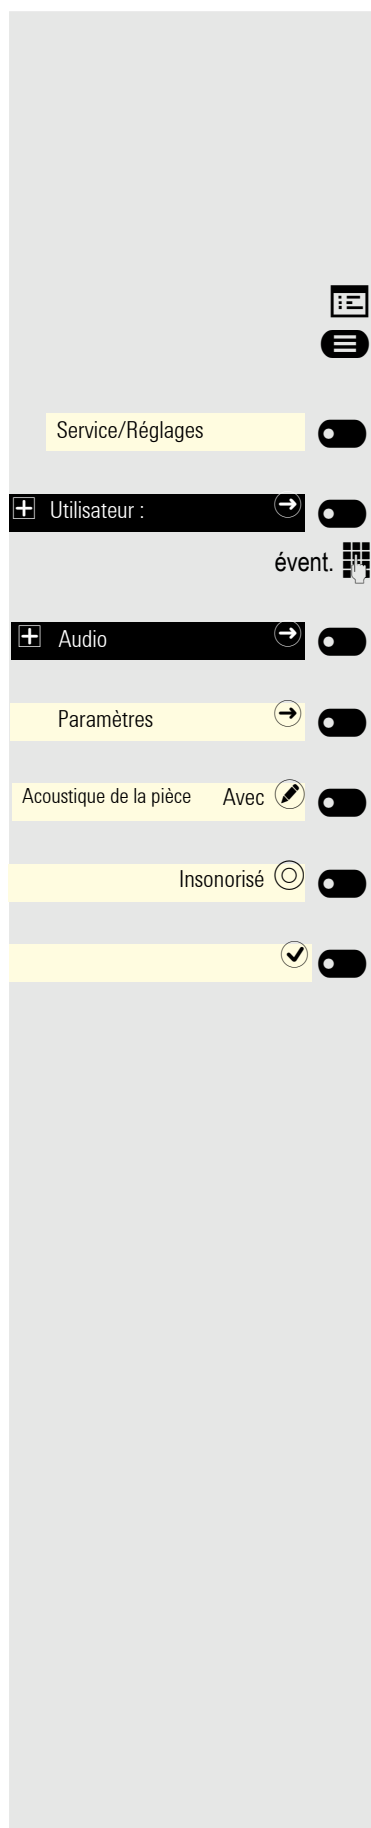 Service/Réglages
Utilisateur :
évent.
Audio
Paramètres
Acoustique de la pièce Avec
Insonorisé